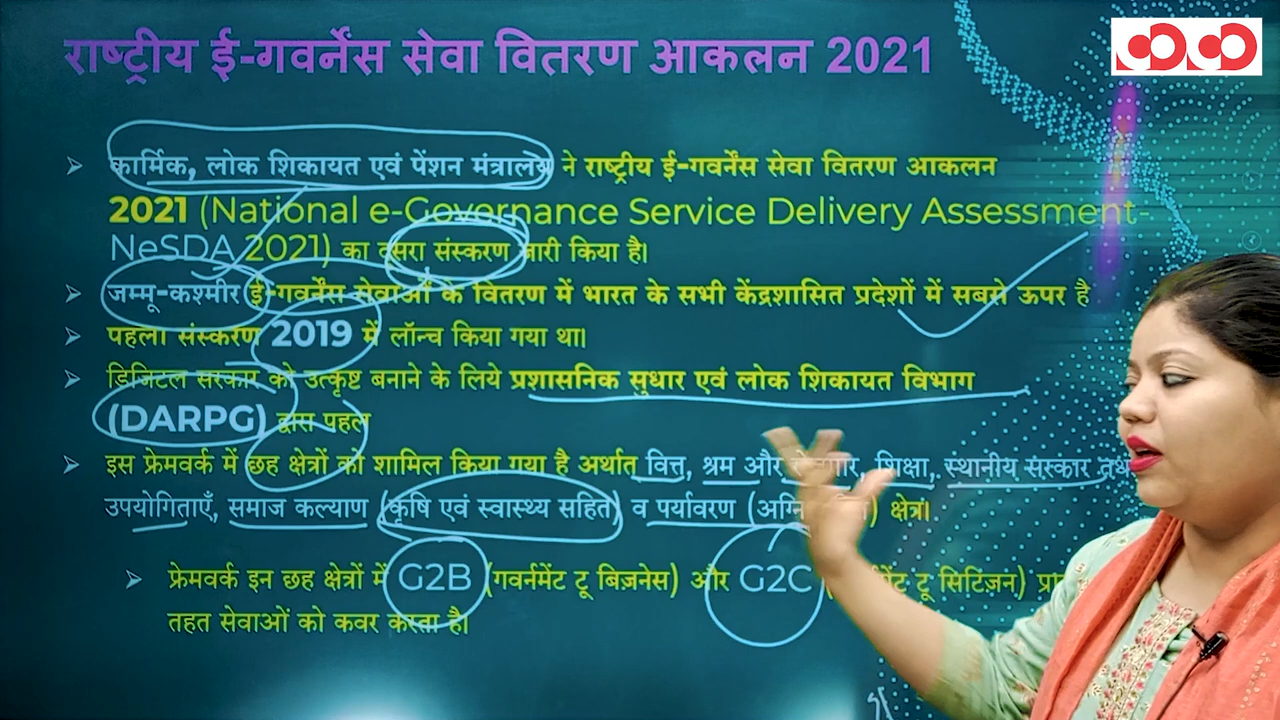 राष्ट्रीय ई-गवर्नेंस सेवा वितरण आकलन 2021
कार्मिक, लोक शिकायत एवं पेंशन मंत्रालय ने राष्ट्रीय ई-गवर्नेंस सेवा वितरण आकलन
2021 (National e-Governance Service Delivery Assessment-
NeSDA 2021) का दूसरा संस्करण जारी किया है।
जम्मू-कश्मीर ई-गवर्नेंस सेवाओं के वितरण में भारत के सभी केंद्रशासित प्रदेशों में सबसे ऊपर है
पहला संस्करण 2019 में लॉन्च किया गया था।
डिजिटल सरकार को उत्कृष्ट बनाने के लिये प्रशासनिक सुधार एवं लोक शिकायत विभाग
(DARPG) द्वारा पहल
इस फ्रेमवर्क में छह क्षेत्रों को शामिल किया गया है अर्थात् वित्त, श्रम और शिक्षा, स्थानीय सरकार तथा
उपयोगिताएँ, समाज कल्याण (कृषि एवं स्वास्थ्य सहित) व पर्यावरण क्षेत्र।
फ्रेमवर्क इन छह क्षेत्रों में G2B (गवर्नमेंट टू बिज़नेस) और G2C टू सिटिज़न)
तहत सेवाओं को कवर करता है।